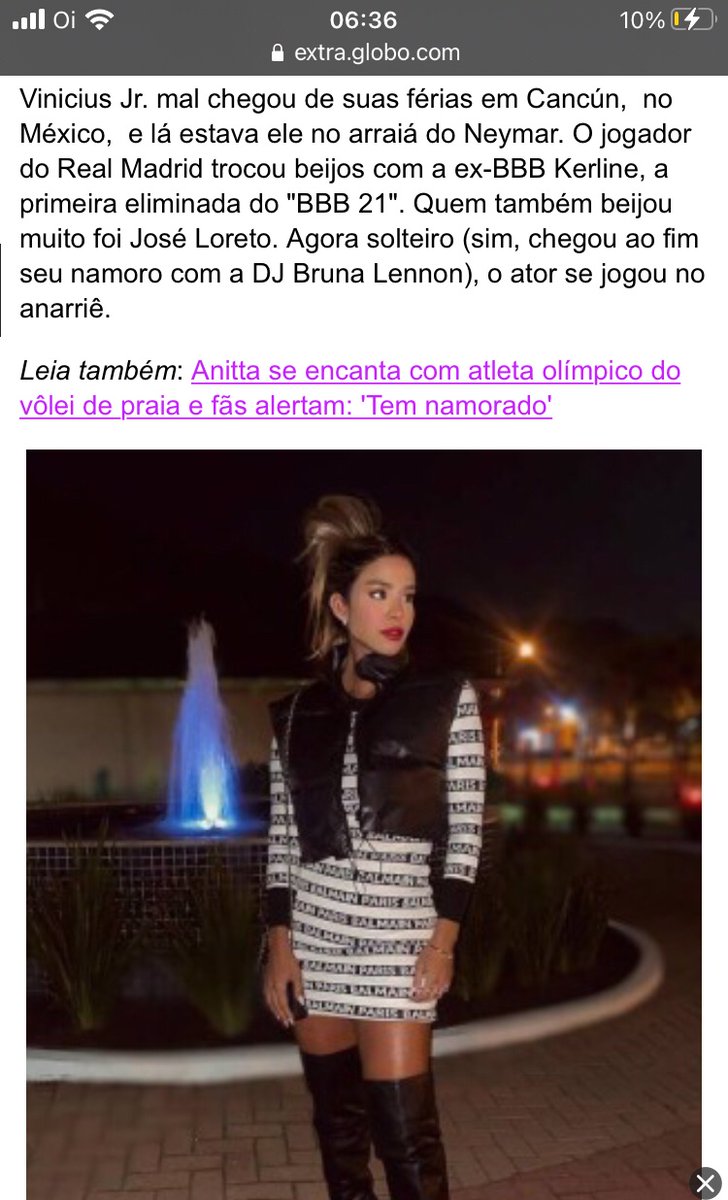 Oi
06:36
10%
extra.globo.com
Vinicius Jr. mal chegou de suas férias em Cancún, no
México, e lá estava ele no arraiá do Neymar. O jogador
do Real Madrid trocou beijos com a ex-BBB Kerline, a
primeira eliminada do "BBB 21". Quem também beijou
muito foi José Loreto. Agora solteiro (sim, chegou ao fim
seu namoro com a DJ Bruna Lennon), o ator se jogou no
anarriê.
Leia também: Anitta se encanta com atleta olímpico do
vôlei de praia e fãs alertam: 'Tem namorado'
BALMAIN PARIS